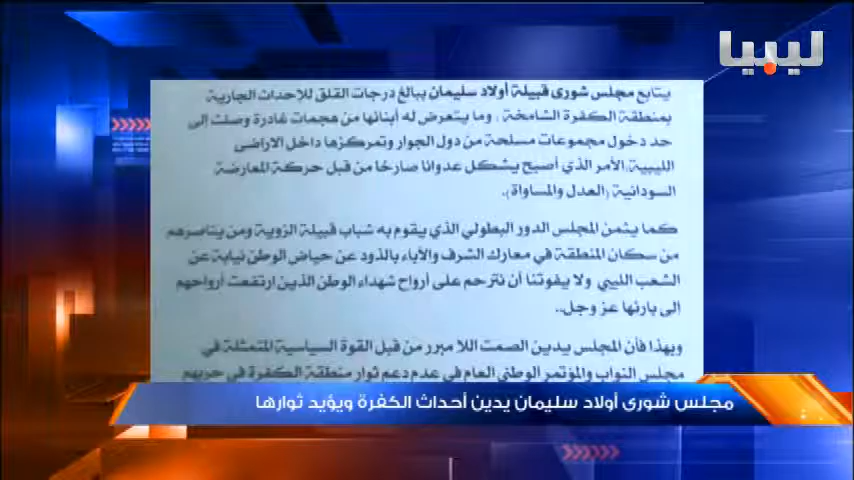 ليبيا
يتابع مجلس شورى قبيلة أولاد سليمان ببالغ درجات القلق للاحداث الجارية
بمنطقة الكفرة الشامخة ، وما يتعرض له أبنائها من هجمات غادرة وصلت إلى
حد دخول مجموعات مسلحة من دول الجوار وتمركزها داخل الاراضى
الليبية، الأمر الذي أصبح يشكل عدوانا صارخا من قبل حركة المعارضة
السودانية (العدل والمساواة).
كما يثمن المجلس الدور البطولي الذي يقوم به شباب قبيلة الزوية ومن يناصرهم
من سكان المنطقة في معارك الشرف والأباء بالذود عن حياض الوطن نيابة عن
الشعب الليبي ولا يفوتنا أن نترحم على أرواح شهداء الوطن الذين ارتفعت أرواحهم
إلى بارئها عز وجل..
وبهذا فأن المجلس يدين الصمت اللا مبرر من قبل القوة السياسية المتمثلة في
مجلس النواب والمؤتمر الوطني العام في عدم دعم ثوار منطقة الكفرة في حربهم
مجلس شورى أولاد سليمان يدين أحداث الكفرة ويؤيد ثوارها